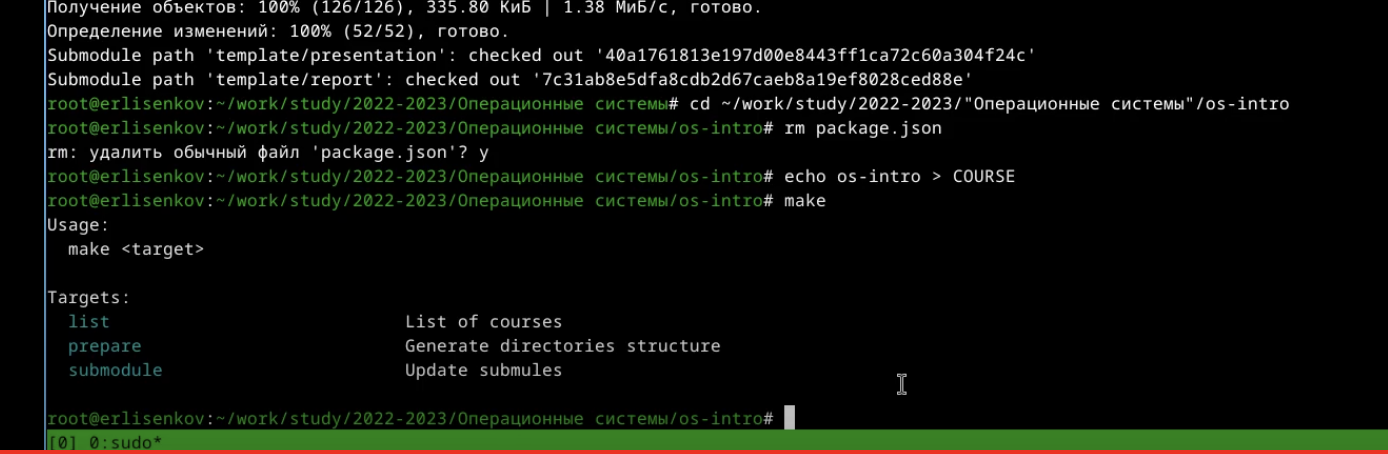 Получение объектов: 100% (126/126), 335.80 КиБ | 1.38 МиБ/с, готово.
Определение изменений: 100% (52/52), готово.
Submodule path 'template/presentation': checked out '40a1761813e197d00e8443ff1ca72c60a304f24c'
Submodule path 'template/report': checked out '7c31ab8e5dfa8cdb2d67caeb8a19ef8028ced88e'
root@erlisenkov:~/work/study/2022-2023/Операционные системы# cd ~/work/study/2022-2023/"Операционные системы"/os-intro
root@erlisenkov:~/work/study/2022-2023/Операционные системы/os-intro# rm package.json
rm: удалить обычный файл 'package.json'? y
root@erlisenkov:~/work/study/2022-2023/Операционные системы/os-intro# echo os-intro > COURSE
root@erlisenkov:~/work/study/2022-2023/Операционные системы/os-intro# make
Usage:
  make <target>

Targets:
  list                            List of courses
  prepare                         Generate directories structure
  submodule                       Update submules

root@erlisenkov:~/work/study/2022-2023/Операционные системы/os-intro#
[0] 0:sudo*